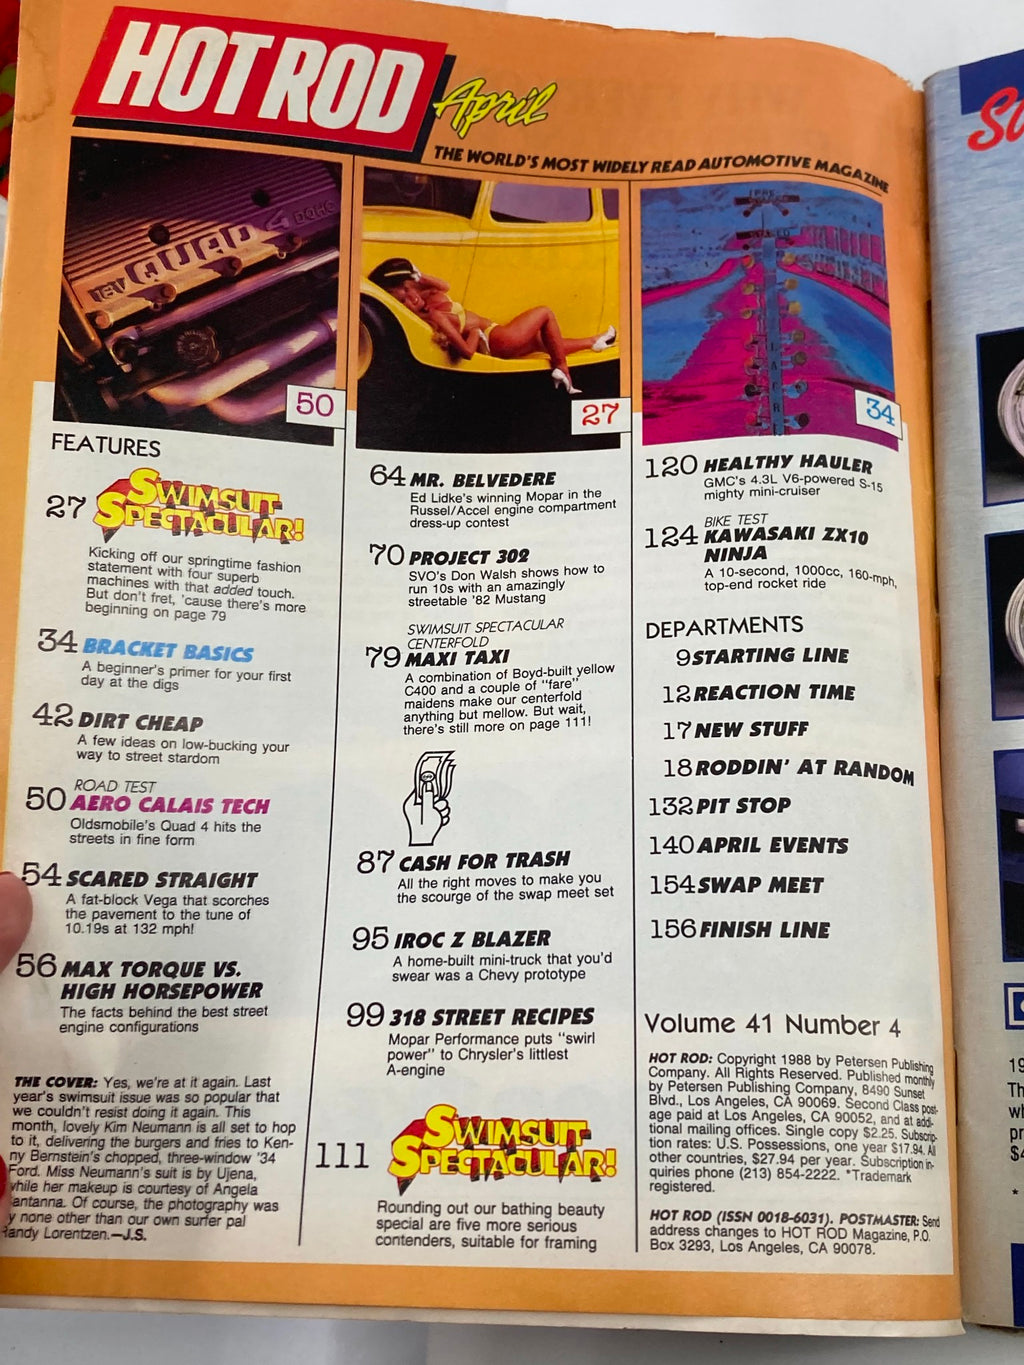 HOT ROD
April
THE WORLD'S MOST WIDELY READ AUTOMOTIVE MAGAZINE
QUAD 4 DOHC
50
27
34
FEATURES
27 SWIMSUIT
SPECTACULAR!
Kicking off our springtime fashion
statement with four superb
machines with that added touch.
But don't fret, 'cause there's more
beginning on page 79
34 BRACKET BASICS
A beginner's primer for your first
day at the digs
42 DIRT CHEAP
A few ideas on low-bucking your
way to street stardom
ROAD TEST
50 AERO CALAIS TECH
Oldsmobile's Quad 4 hits the
streets in fine form
54 SCARED STRAIGHT
A fat-block Vega that scorches
the pavement to the tune of
10.19s at 132 mph!
56 MAX TORQUE VS.
HIGH HORSEPOWER
The facts behind the best street
engine configurations
THE COVER: Yes, we're at it again. Last
year's swimsuit issue was so popular that
we couldn't resist doing it again. This
month, lovely Kim Neumann is all set to hop
to it, delivering the burgers and fries to Ken-
ny Bernstein's chopped, three-window '34
Ford. Miss Neumann's suit is by Ujena,
while her makeup is courtesy of Angela
antanna. Of course, the photography was
y none other than our own surfer pal
Randy Lorentzen.—J.S.
64 MR. BELVEDERE
Ed Lidke's winning Mopar in the
Russel/Accel engine compartment
dress-up contest
70 PROJECT 302
SVO's Don Walsh shows how to
run 10s with an amazingly
streetable '82 Mustang
SWIMSUIT SPECTACULAR
CENTERFOLD
79 MAXI TAXI
A combination of Boyd-built yellow
C400 and a couple of "fare"
maidens make our centerfold
anything but mellow. But wait,
there's still more on page 111!
87 CASH FOR TRASH
All the right moves to make you
the scourge of the swap meet set
95 IROC Z BLAZER
A home-built mini-truck that you'd
swear was a Chevy prototype
99 318 STREET RECIPES
Mopar Performance puts "swirl
power" to Chrysler's littlest
A-engine
111 SWIMSUIT
SPECTACULAR!
Rounding out our bathing beauty
special are five more serious
contenders, suitable for framing
120 HEALTHY HAULER
GMC's 4.3L V6-powered S-15
mighty mini-cruiser
BIKE TEST
124 KAWASAKI ZX10
NINJA
A 10-second, 1000cc, 160-mph,
top-end rocket ride
DEPARTMENTS
9 STARTING LINE
12 REACTION TIME
17 NEW STUFF
18 RODDIN' AT RANDOM
132 PIT STOP
140 APRIL EVENTS
154 SWAP MEET
156 FINISH LINE
Volume 41 Number 4
HOT ROD: Copyright 1988 by Petersen Publishing
Company. All Rights Reserved. Published monthly
by Petersen Publishing Company, 8490 Sunset
Blvd., Los Angeles, CA 90069. Second Class post-
age paid at Los Angeles, CA 90052, and at addi-
tional mailing offices. Single copy $2.25. Subscrip-
tion rates: U.S. Possessions, one year $17.94. All
other countries, $27.94 per year. Subscription in-
quiries phone (213) 854-2222. *Trademark
registered.
HOT ROD (ISSN 0018-6031). POSTMASTER: Send
address changes to HOT ROD Magazine, P.O.
Box 3293, Los Angeles, CA 90078.